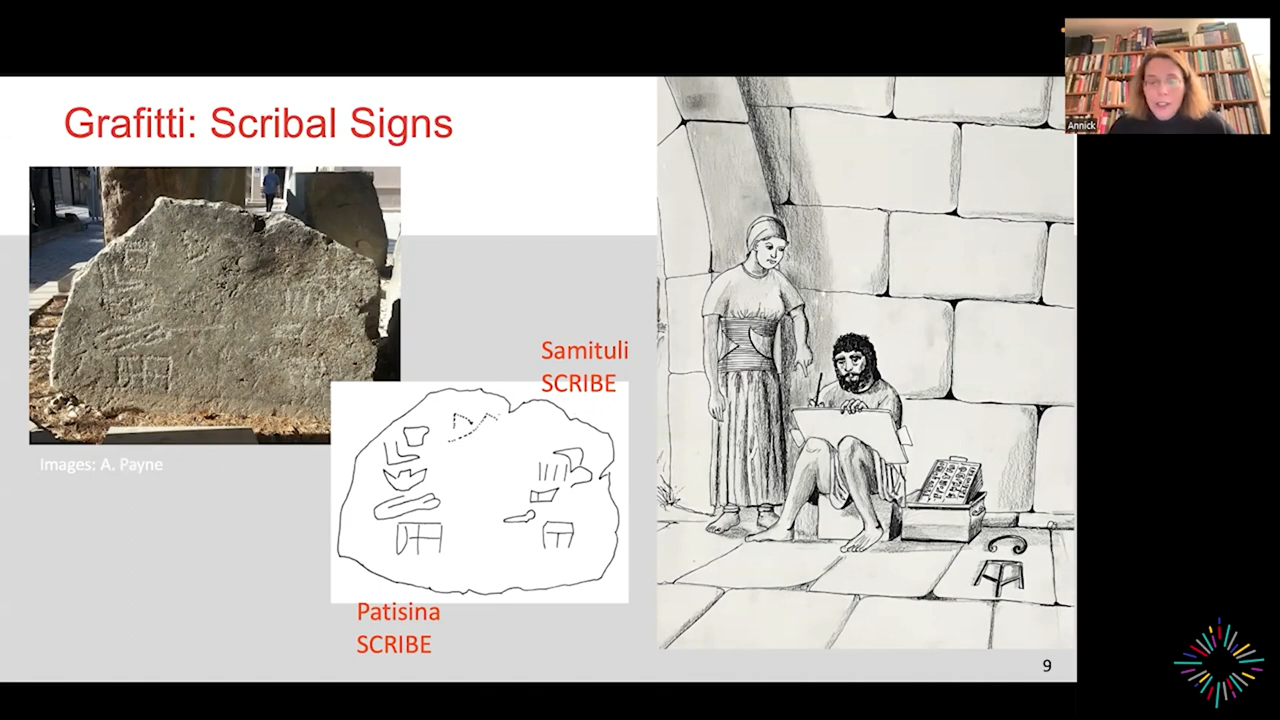 Grafitti: Scribal Signs
Annick
Samituli
SCRIBE
Images: A. Payne
Patisina
SCRIBE
9